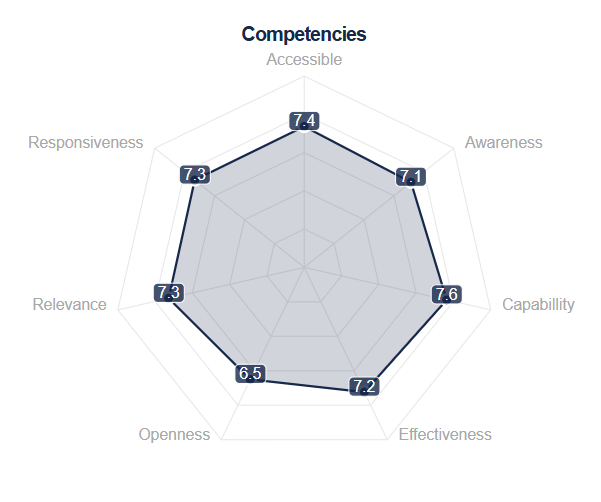 Competencies
Accessible
7.4
Responsiveness
Awareness
7.3
7.1
Relevance
7.3
7.6
Capabillity
6.5
7.2
Openness
Effectiveness